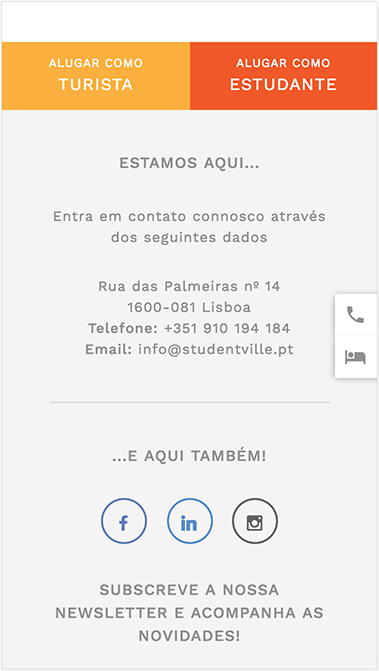 ALUGAR COMO
TURISTA
ALUGAR COMO
ESTUDANTE
ESTAMOS AQUI...
Entra em contato connosco através
dos seguintes dados
Rua das Palmeiras nº 14
1600-081 Lisboa
Telefone: +351 910 194 184
Email: info@studentville.pt
...E AQUI TAMBÉM!
SUBSCREVE A NOSSA
NEWSLETTER E ACOMPANHA AS
NOVIDADES!